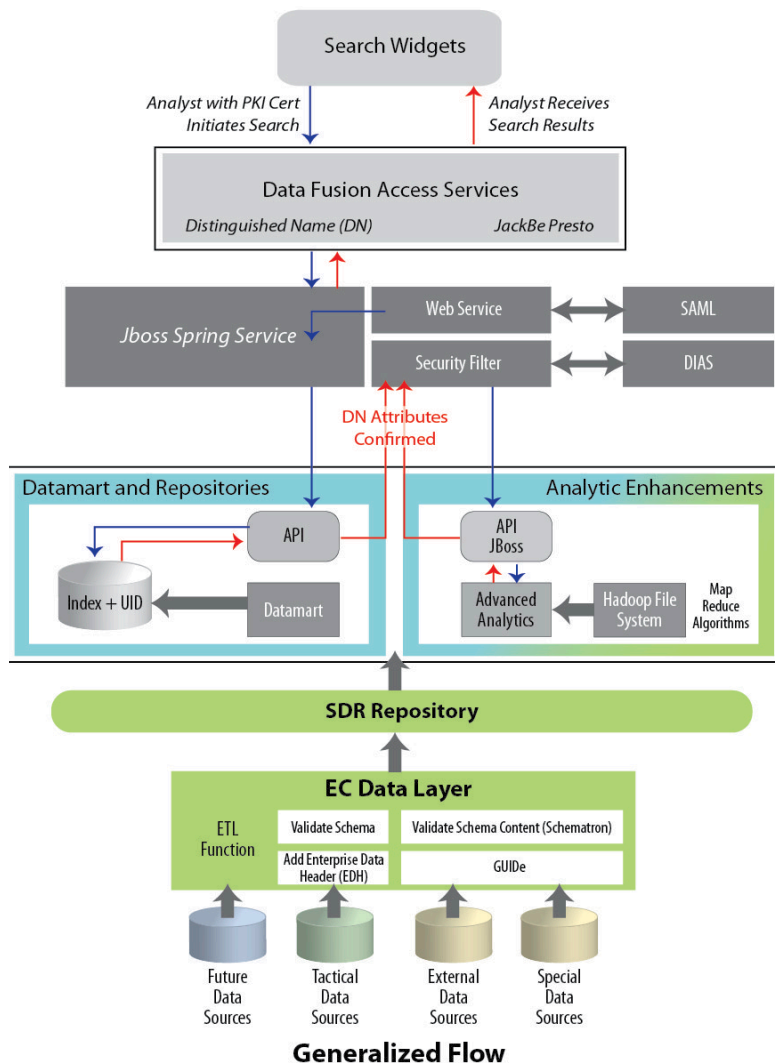 Search Widgets
Analyst with PKI Cert
Initiates Search
Analyst Receives
Search Results
Data Fusion Access Services
Distinguished Name (DN)
JackBe Presto
Jboss Spring Service
Web Service
SAML
Security Filter
DIAS
DN Attributes
Confirmed
Datamart and Repositories
Analytic Enhancements
API
API
JBoss
Index + UID
Datamart
Advanced
Analytics
Hadoop File
System
Map
Reduce
Algorithms
SDR Repository
EC Data Layer
ETL
Function
Validate Schema
Validate Schema Content (Schematron)
Add Enterprise Data
Header (EDH)
GUIDe
Future
Data
Sources
Tactical
Data
Sources
External
Data
Sources
Special
Data
Sources
Generalized Flow